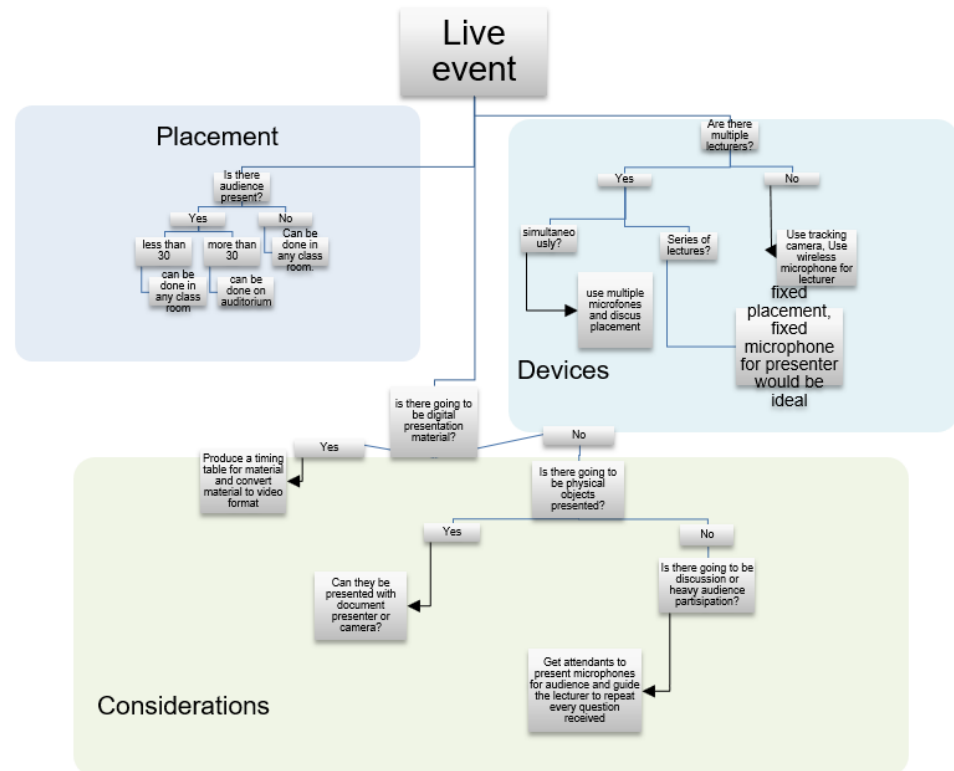 Live
event
Placement
Is there
audience
present?
Yes
No
less than
30
more than
30
Can be
done in
any class
room.
can be
done in
any class
room
can be
done on
auditorium
Are there
multiple
lecturers?
Yes
No
simultaneo
usly?
Series of
lectures?
Use tracking
camera, Use
wireless
microphone for
lecturer
use multiple
microfones
and discus
placement
fixed
placement,
fixed
microphone
for presenter
would be
ideal
Devices
is there going to
be digital
presentation
material?
Yes
No
Produce a timing
table for material
and convert
material to video
format
Is there going to
be physical
objects
presented?
Yes
No
Can they be
presented with
document
presenter or
camera?
Is there going to be
discussion or
heavy audience
partisipation?
Get attendants to
present microphones
for audience and guide
the lecturer to repeat
every question
received
Considerations